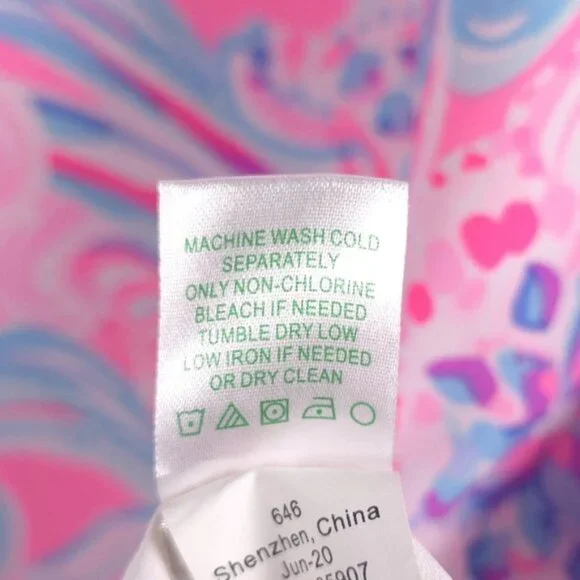 MACHINE WASH COLD
SEPARATELY
ONLY NON-CHLORINE
BLEACH IF NEEDED
TUMBLE DRY LOW
LOW IRON IF NEEDED
OR DRY CLEAN
646
Shenzhen, China
Jun-20